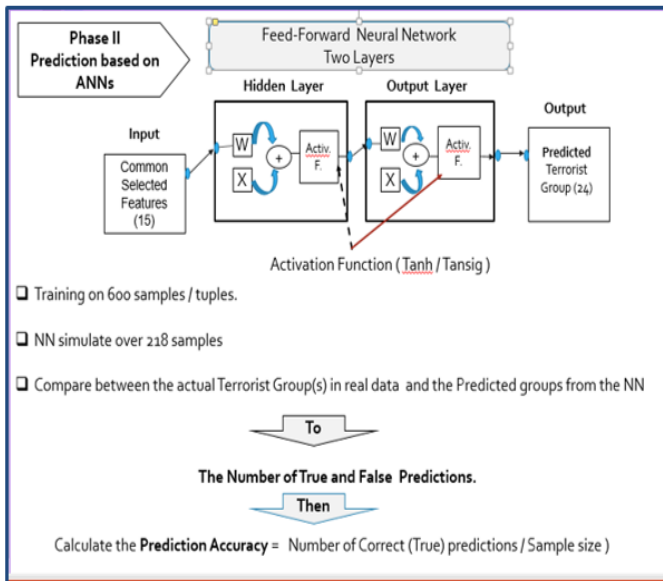 Phase II
Prediction based on
ANNs
Feed-Forward Neural Network
Two Layers
Hidden Layer
Output Layer
Input
Output
Common
Selected
Features
(15)
W
X
+
Activ.
F.
W
X
+
Activ.
F.
Predicted
Terrorist
Group (24)
Activation Function ( Tanh / Tansig )
Training on 600 samples / tuples.
NN simulate over 218 samples
Compare between the actual Terrorist Group(s) in real data and the Predicted groups from the NN
To
The Number of True and False Predictions.
Then
Calculate the Prediction Accuracy = Number of Correct (True) predictions / Sample size )